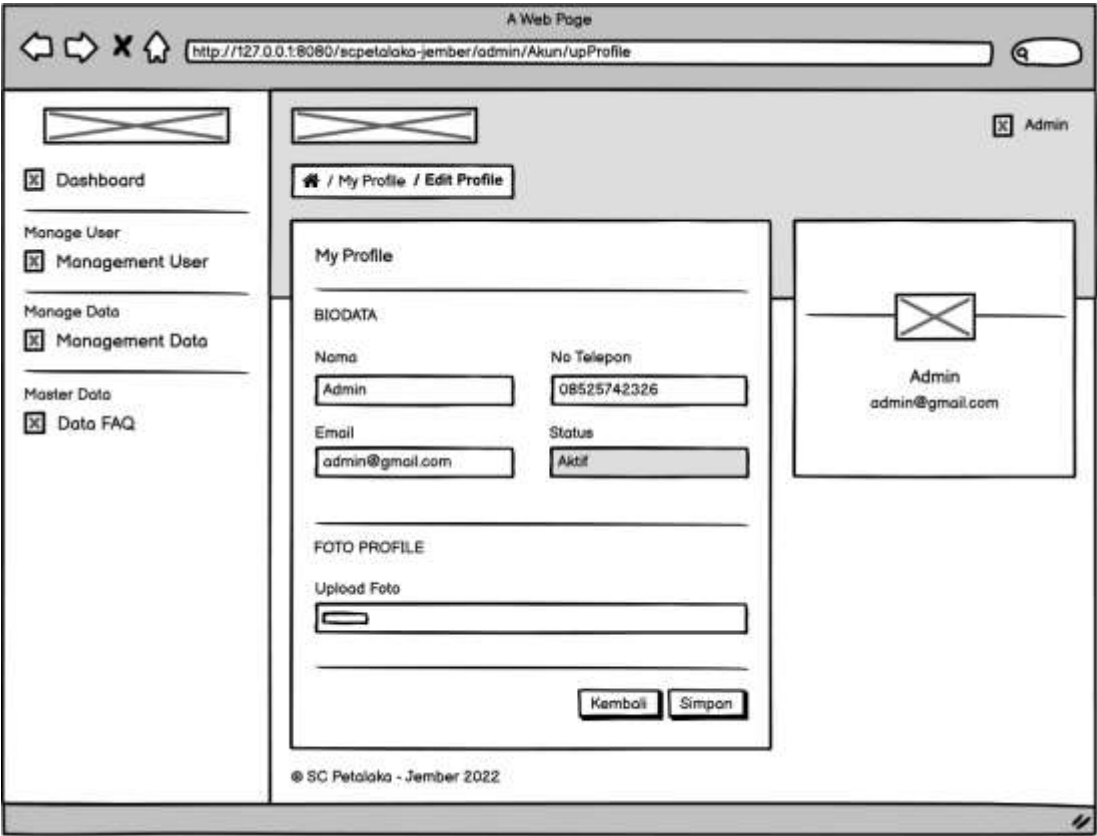 A Web Page
http://127.0.0.1:8080/scpetalaka-jember/admin/Akun/upProfile
Admin
Dashboard
/ My Profile / Edit Profile
Manage User
Management User
Manage Data
Management Data
Master Data
Data FAQ
My Profile
BIODATA
Nama
No Telepon
Admin
08525742326
Email
Status
admin@gmail.com
Aktif
FOTO PROFILE
Upload Foto
Kembali
Simpan
Admin
admin@gmail.com
© SC Petalaka - Jember 2022